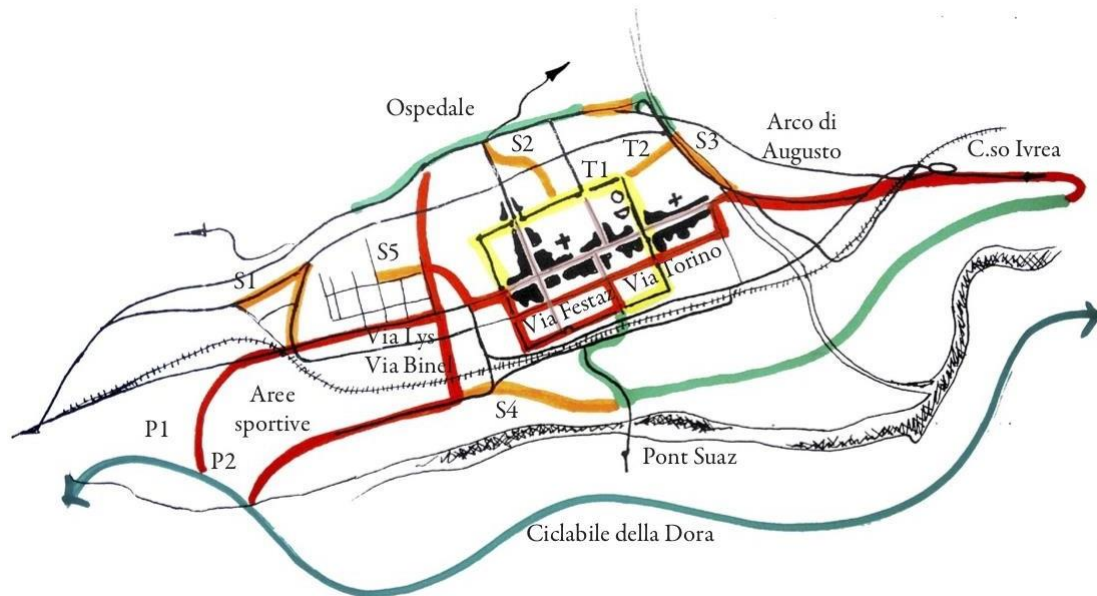 Ospedale
S2
T2
S3
Arco di
Augusto
C.so Ivrea
T1
S1
S5
Via Torino
Via Festaz
Via Lys
Via Binel
S4
Aree
sportive
P1
P2
Pont Suaz
Ciclabile della Dora